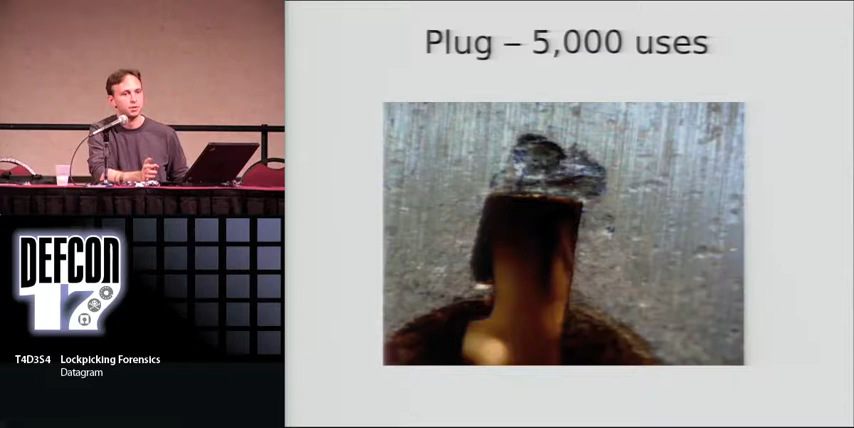 Plug – 5,000 uses
DEFCON
17
T4D3S4 Lockpicking Forensics
Datagram